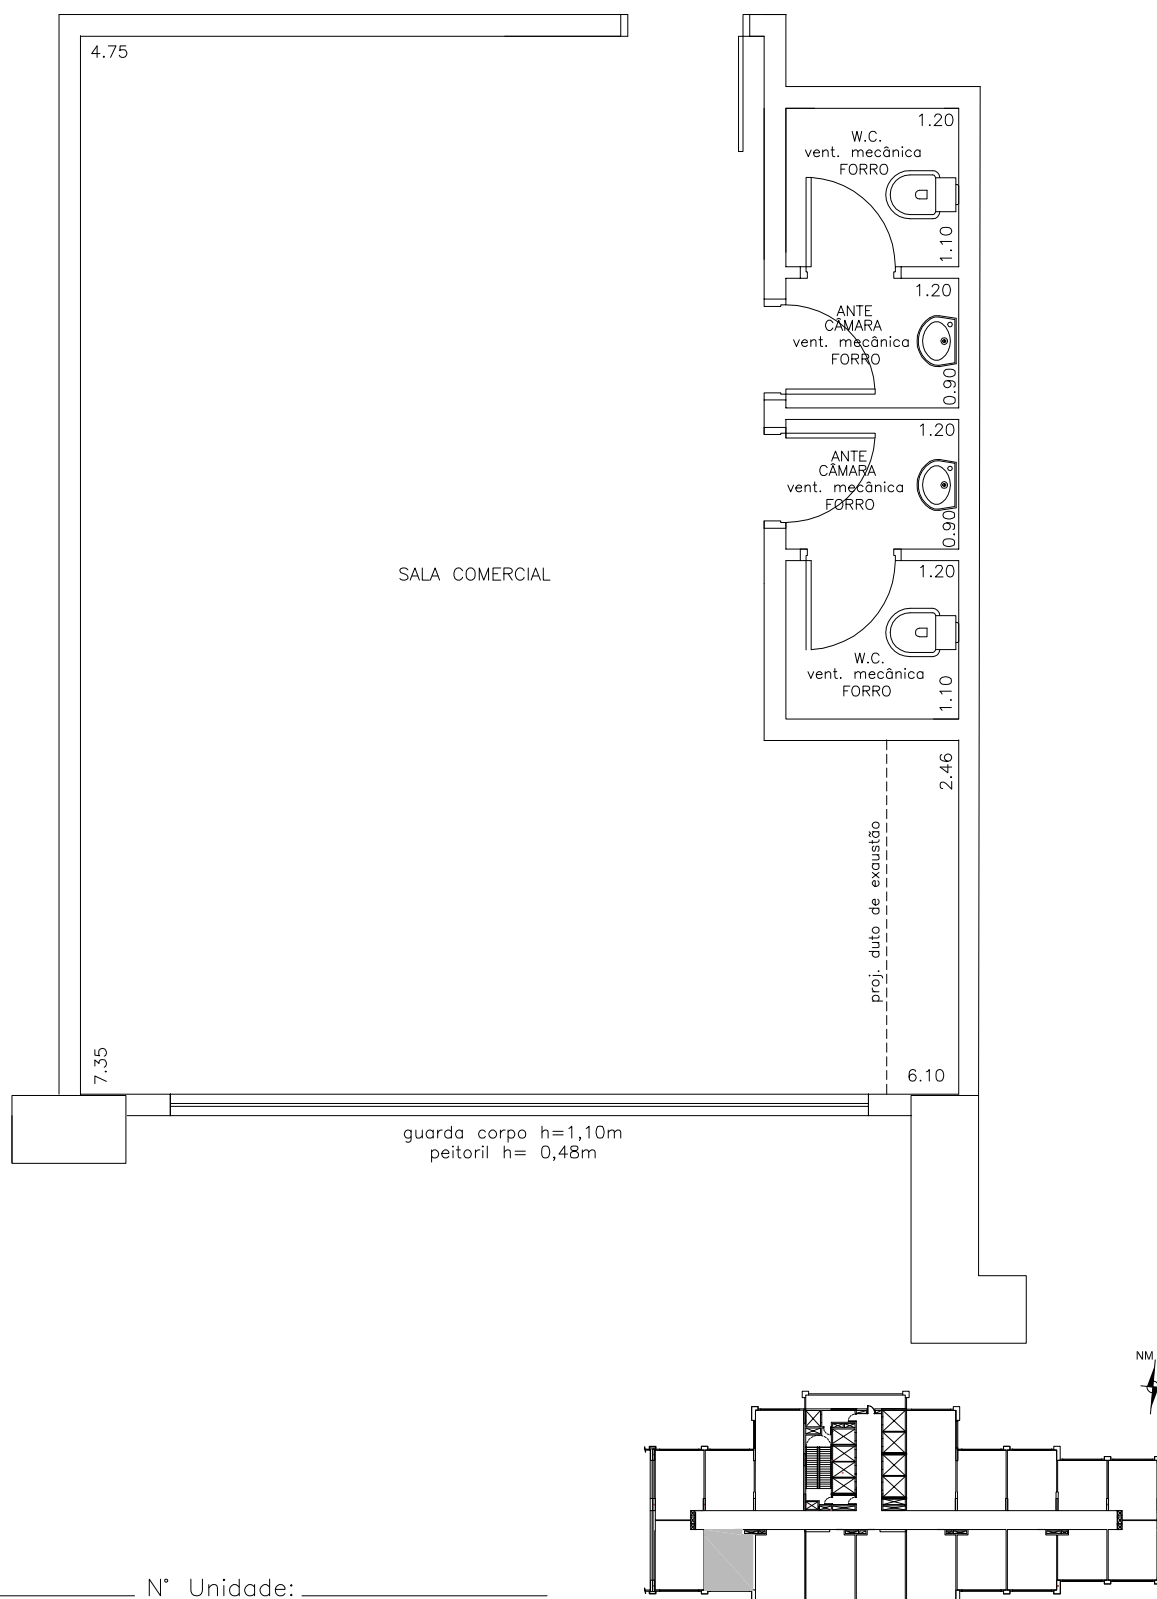 4.75
1.20
W.C.
vent. mecânica
FORRO
1.10
1.20
ANTE
CÂMARA
vent. mecânica
FORRO
0.90
1.20
ANTE
CÂMARA
vent. mecânica
FORRO
0.90
SALA COMERCIAL
1.20
W.C.
vent. mecânica
FORRO
1.10
2.46
proj. duto de exaustão
7.35
6.10
guarda corpo h=1,10m
peitoril h= 0,48m
NM
N° Unidade: